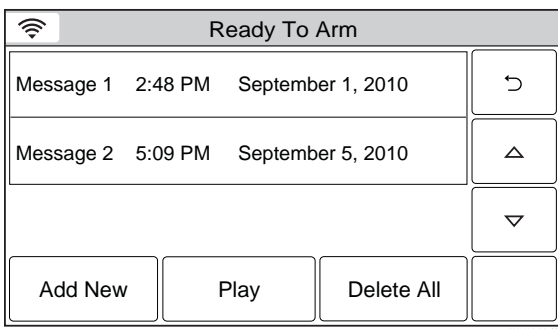 Ready To Arm
Message 1 2:48 PM September 1, 2010
Message 2 5:09 PM September 5, 2010
Add New Play Delete All